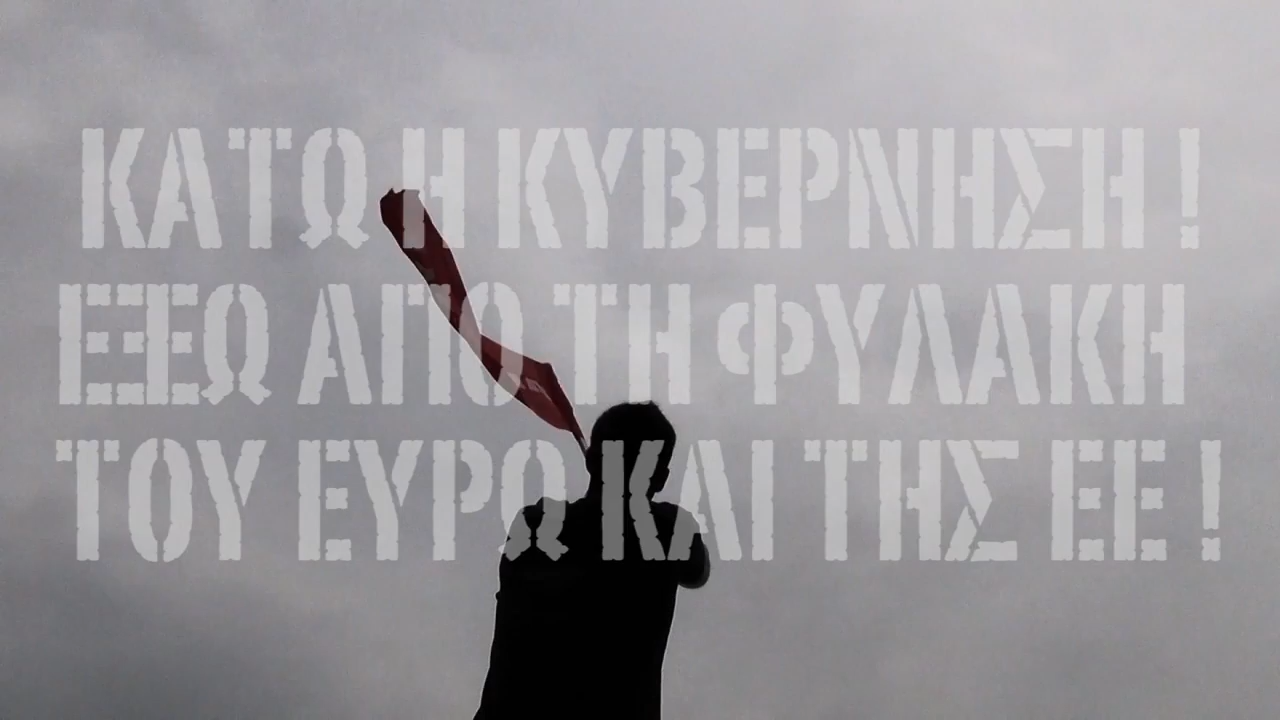 ΚΑΤΩ Η ΚΥΒΕΡΝΗΣΗ !
ΕΞΩ ΑΠΟ ΤΗ ΦΥΛΑΚΗ
ΤΟΥ ΕΥΡΩ ΚΑΙ ΤΗΣ ΕΕ !